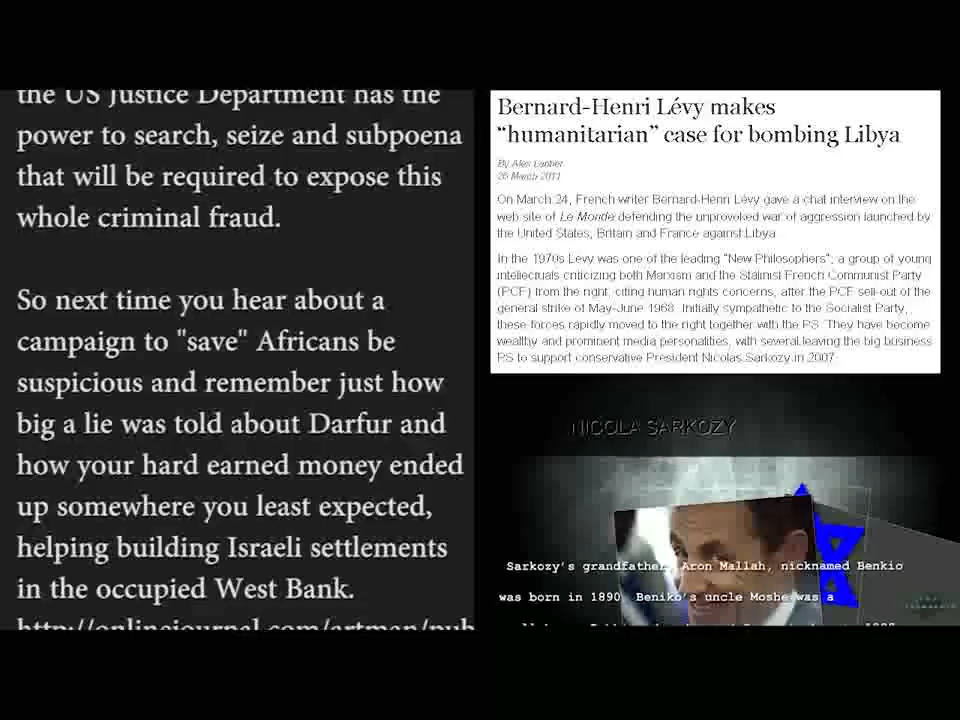 the US Justice Department has the
power to search, seize and subpoena
that will be required to expose this
whole criminal fraud.
So next time you hear about a
campaign to "save" Africans be
suspicious and remember just how
big a lie was told about Darfur and
how your hard earned money ended
up somewhere you least expected,
helping building Israeli settlements
in the occupied West Bank.
http://onlinejournal.com/artman/pub
Bernard-Henri Lévy makes
“humanitarian” case for bombing Libya
By Alex Lantier
26 March 2011
On March 24, French writer Bernard-Henri Lévy gave a chat interview on the
web site of Le Monde defending the unprovoked war of aggression launched by
the United States, Britain and France against Libya.
In the 1970s Levy was one of the leading "New Philosophers", a group of young
intellectuals criticizing both Marxism and the Stalinist French Communist Party
(PCF) from the right, citing human rights concerns, after the PCF sell-out of the
general strike of May-June 1968. Initially sympathetic to the Socialist Party,
these forces rapidly moved to the right together with the PS. They have become
wealthy and prominent media personalities, with several leaving the big business
PS to support conservative President Nicolas Sarkozy in 2007.
NICOLA SARKOZY
Sarkozy's grandfather, Aron Mallah, nicknamed Benkio
was born in 1890. Beniko's uncle Moshe was a